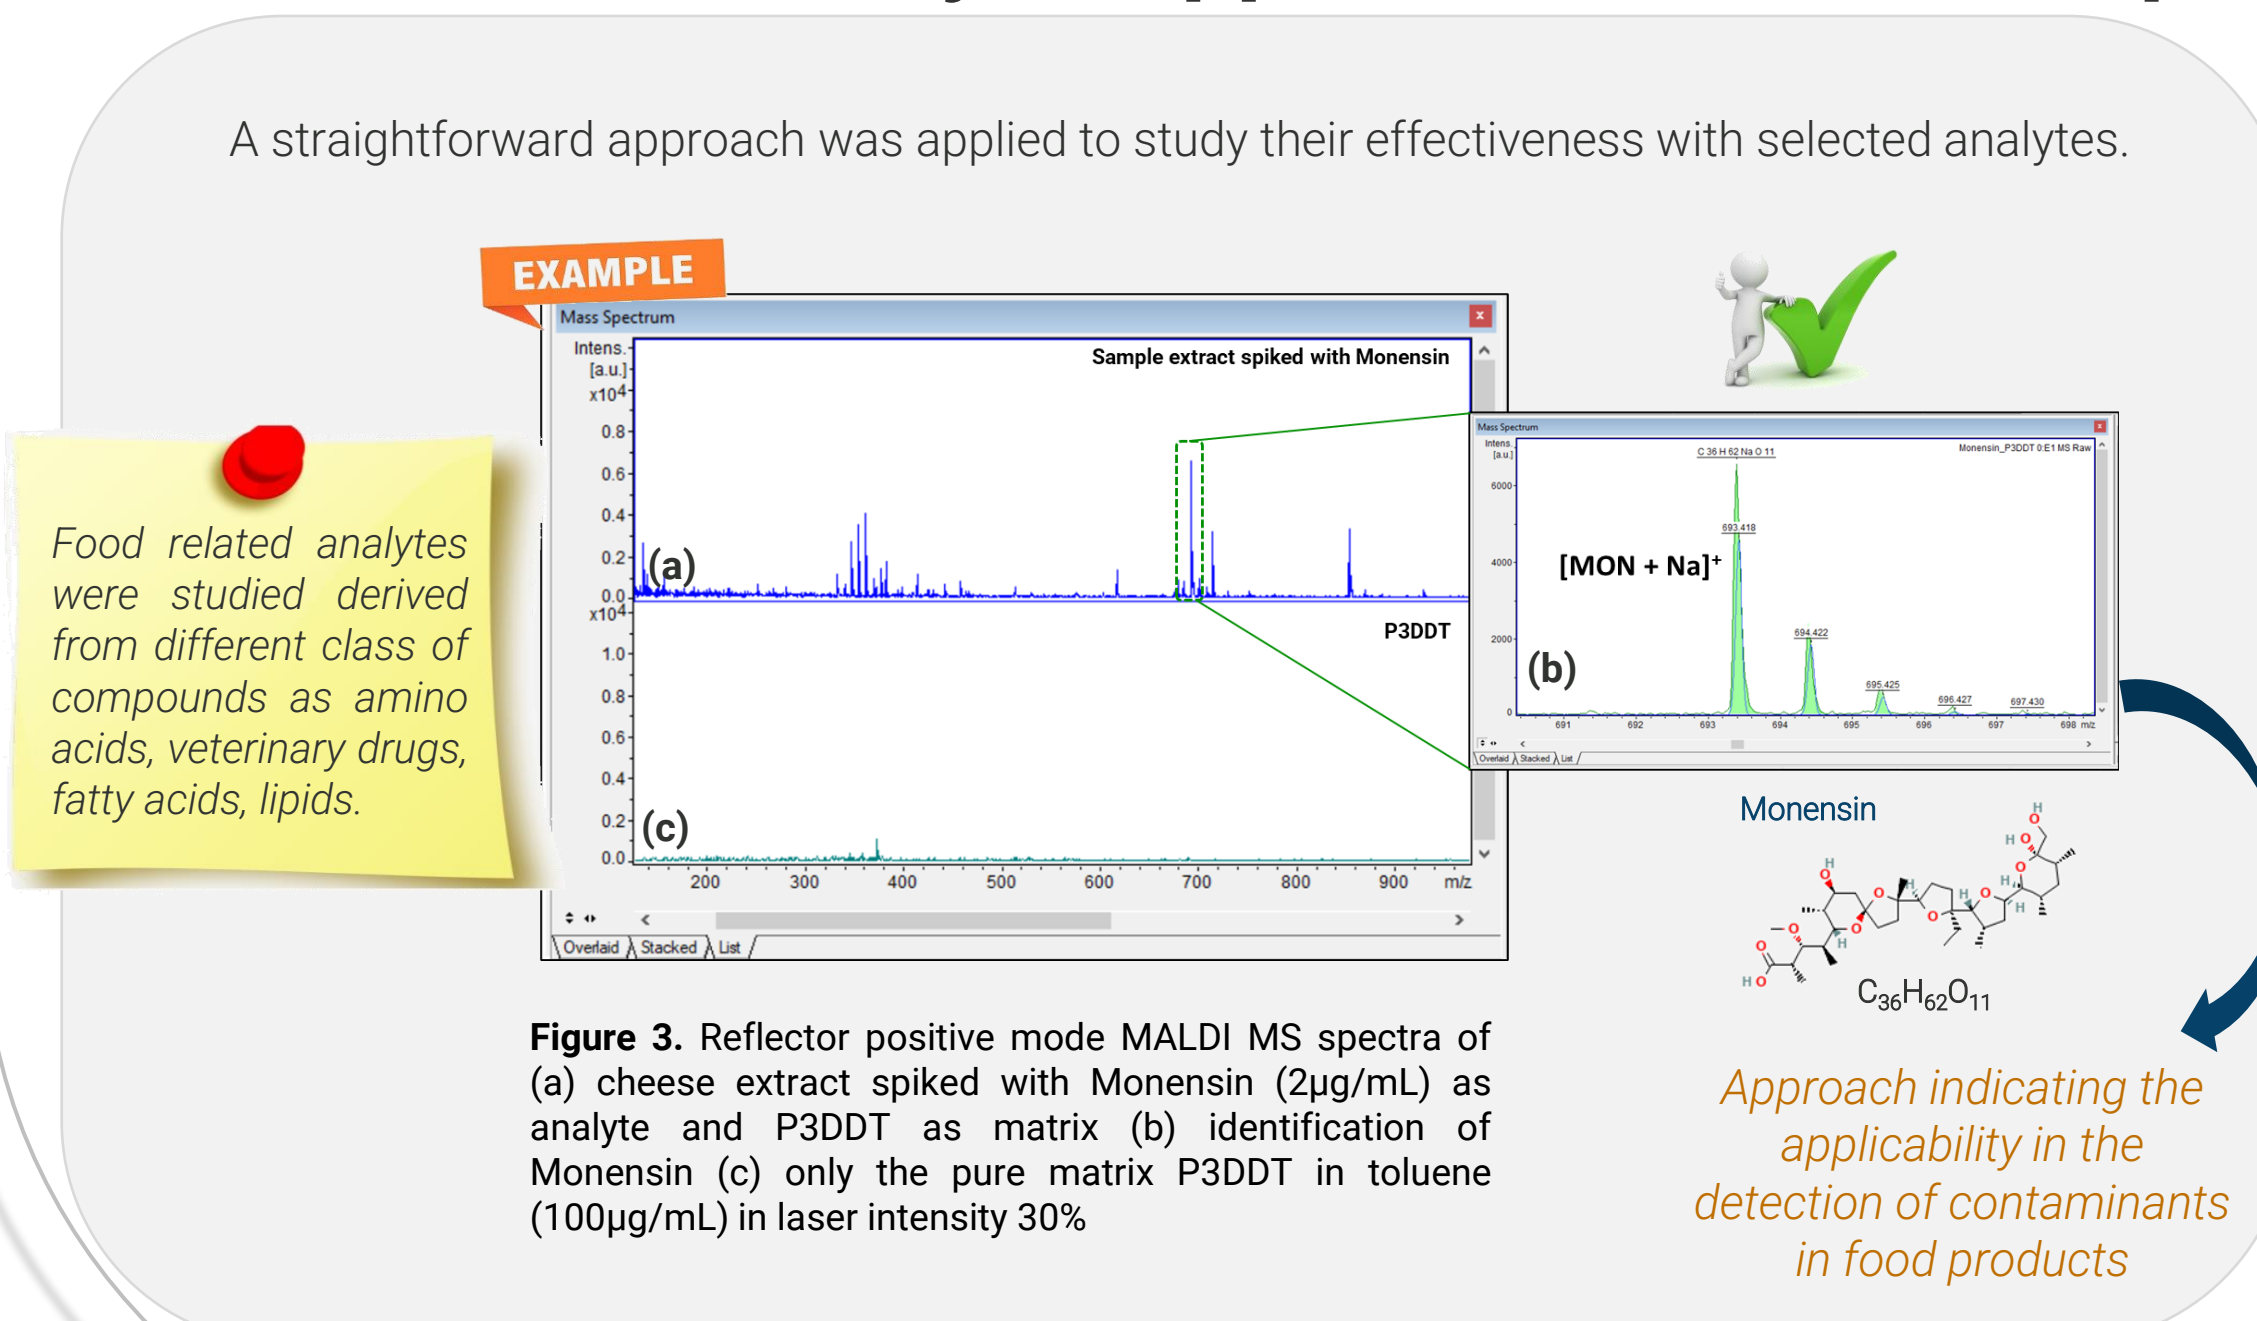 A straightforward approach was applied to study their effectiveness with selected analytes.
EXAMPLE
Mass Spectrum
Intens.
[a.u.]
x10⁴
Sample extract spiked with Monensin
0.8
0.6
0.4
0.2
0.0
(a)
x10⁴
P3DDT
1.0
0.8
0.6
0.4
0.2
0.0
(c)
200 300 400 500 600 700 800 900 m/z
Overlaid Stacked List
Mass Spectrum
Intens.
[a.u.]
C 36 H 62 Na O 11
Monensin_P3DDT 0:E1 MS Raw
6000
4000
2000
0
693.418
[MON + Na]⁺
694.422
695.425
696.427
697.430
(b)
691 692 693 694 695 696 697 698 m/z
Overlaid Stacked List
Food related analytes
were studied derived
from different class of
compounds as amino
acids, veterinary drugs,
fatty acids, lipids.
Monensin
H
O
H O
O
H
H
O
H
H
O
H
O
H
O
O
H
O
O
H O
C₃₆H₆₂O₁₁
Figure 3. Reflector positive mode MALDI MS spectra of
(a) cheese extract spiked with Monensin (2µg/mL) as
analyte and P3DDT as matrix (b) identification of
Monensin (c) only the pure matrix P3DDT in toluene
(100µg/mL) in laser intensity 30%
Approach indicating the
applicability in the
detection of contaminants
in food products